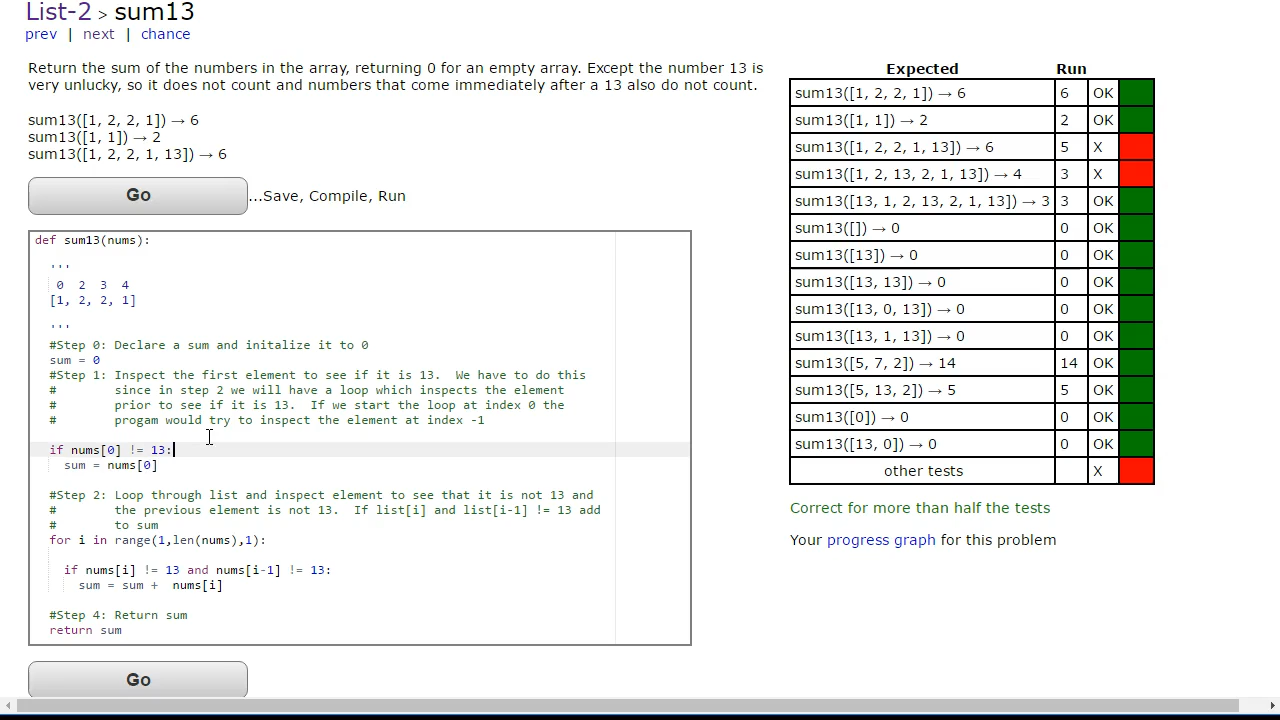 List-2 > sum13
prev | next | chance
Return the sum of the numbers in the array, returning 0 for an empty array. Except the number 13 is
very unlucky, so it does not count and numbers that come immediately after a 13 also do not count.
sum13([1, 2, 2, 1]) → 6
sum13([1, 1]) → 2
sum13([1, 2, 2, 1, 13]) → 6
Go ...Save, Compile, Run
def sum13(nums):
'''
0 2 3 4
[1, 2, 2, 1]
'''
#Step 0: Declare a sum and initalize it to 0
sum = 0
#Step 1: Inspect the first element to see if it is 13. We have to do this
# since in step 2 we will have a loop which inspects the element
# prior to see if it is 13. If we start the loop at index 0 the
# progam would try to inspect the element at index -1
if nums[0] != 13:
sum = nums[0]
#Step 2: Loop through list and inspect element to see that it is not 13 and
# the previous element is not 13. If list[i] and list[i-1] != 13 add
# to sum
for i in range(1,len(nums),1):
if nums[i] != 13 and nums[i-1] != 13:
sum = sum + nums[i]
#Step 4: Return sum
return sum
Go
Expected Run
sum13([1, 2, 2, 1]) → 6 6 OK
sum13([1, 1]) → 2 2 OK
sum13([1, 2, 2, 1, 13]) → 6 5 X
sum13([1, 2, 13, 2, 1, 13]) → 4 3 X
sum13([13, 1, 2, 13, 2, 1, 13]) → 3 3 OK
sum13([]) → 0 0 OK
sum13([13]) → 0 0 OK
sum13([13, 13]) → 0 0 OK
sum13([13, 0, 13]) → 0 0 OK
sum13([13, 1, 13]) → 0 0 OK
sum13([5, 7, 2]) → 14 14 OK
sum13([5, 13, 2]) → 5 5 OK
sum13([0]) → 0 0 OK
sum13([13, 0]) → 0 0 OK
other tests X
Correct for more than half the tests
Your progress graph for this problem